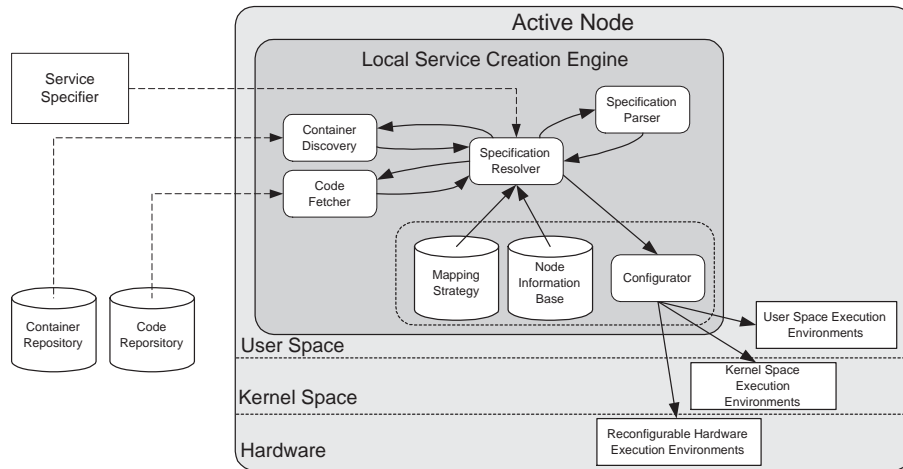 Active Node
Local Service Creation Engine
Service
Specifier
Specification
Parser
Container
Discovery
Specification
Resolver
Code
Fetcher
Mapping
Strategy
Node
Information
Base
Configurator
Container
Repository
Code
Reporsitory
User Space Execution
Environments
User Space
Kernel Space
Execution
Environments
Kernel Space
Reconfigurable Hardware
Execution Environments
Hardware